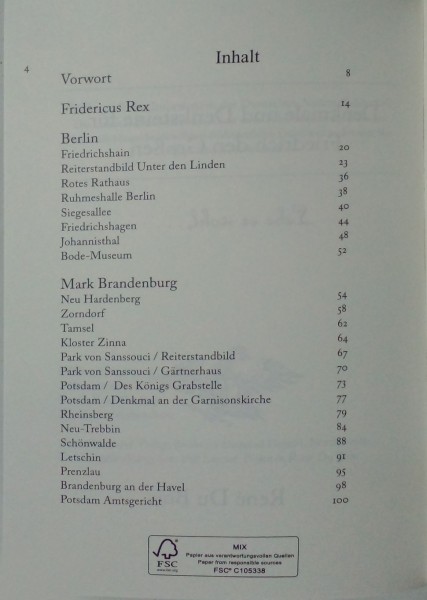 Inhalt
4
Vorwort 8
Fridericus Rex 14
Berlin
Friedrichshain 20
Reiterstandbild Unter den Linden 23
Rotes Rathaus 36
Ruhmeshalle Berlin 38
Siegesallee 40
Friedrichshagen 44
Johannisthal 48
Bode-Museum 52
Mark Brandenburg
Neu Hardenberg 54
Zorndorf 58
Tamsel 62
Kloster Zinna 64
Park von Sanssouci / Reiterstandbild 67
Park von Sanssouci / Gärtnerhaus 70
Potsdam / Des Königs Grabstelle 73
Potsdam / Denkmal an der Garnisonskirche 77
Rheinsberg 79
Neu-Trebbin 84
Schönwalde 88
Letschin 91
Prenzlau 95
Brandenburg an der Havel 98
Potsdam Amtsgericht 100
MIX
Papier aus verantwortungsvollen Quellen
Paper from responsible sources
FSC® C105338
FSC
www.fsc.org